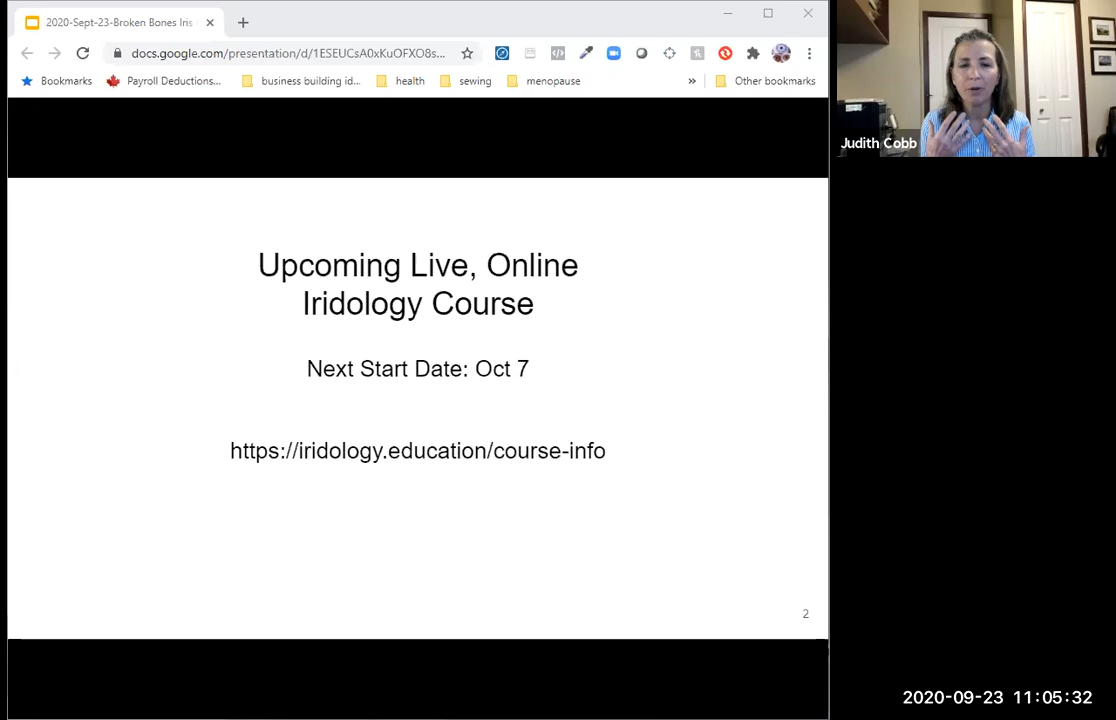 2020-Sept-23-Broken Bones Iris
docs.google.com/presentation/d/1ESEUCsA0xKuOFXO8s...
Bookmarks
Payroll Deductions...
business building id...
health
sewing
menopause
»
Other bookmarks
Judith Cobb
Upcoming Live, Online
Iridology Course
Next Start Date: Oct 7
https://iridology.education/course-info
2
2020-09-23 11:05:32